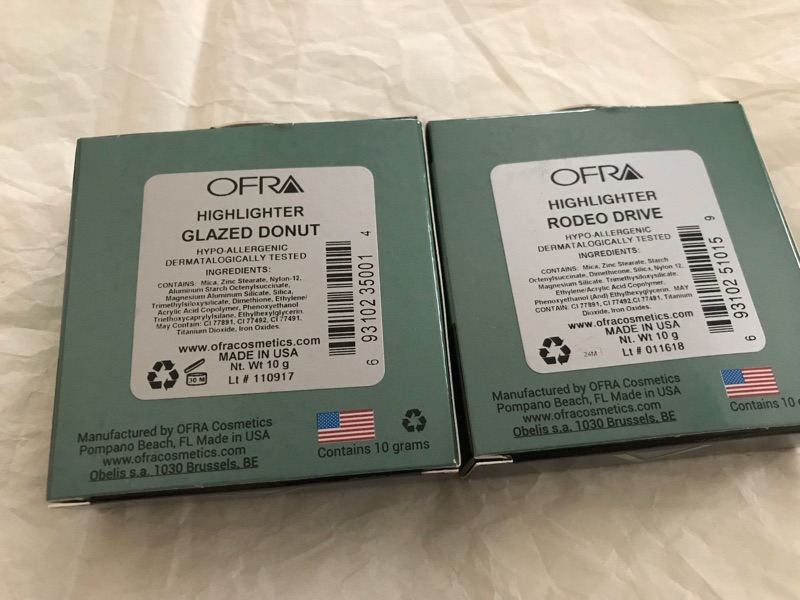 OFRA
HIGHLIGHTER
GLAZED DONUT
HYPO-ALLERGENIC
DERMATALOGICALLY TESTED
INGREDIENTS:
CONTAINS: Mica, Zinc Stearate, Nylon-12,
Aluminum Starch Octenylsuccinate,
Magnesium Aluminum Silicate, Silica,
Trimethylsiloxysilicate, Dimethicone, Ethylene/
Acrylic Acid Copolymer, Phenoxyethanol
Triethoxycaprylylsilane, Ethylhexylglycerin.
May Contain: CI 77891, CI 77492, CI 77491,
Titanium Dioxide, Iron Oxides.
www.ofracosmetics.com
MADE IN USA
Nt. Wt 10 g
Lt # 110917
30 M
6 93102 35001 4
Manufactured by OFRA Cosmetics
Pompano Beach, FL Made in USA
www.ofracosmetics.com
Obelis s.a. 1030 Brussels, BE
Contains 10 grams
OFRA
HIGHLIGHTER
RODEO DRIVE
HYPO-ALLERGENIC
DERMATALOGICALLY TESTED
INGREDIENTS:
CONTAINS: Mica, Zinc Stearate, Starch
Octenylsuccinate, Dimethicone, Silica, Nylon 12,
Magnesium Silicate, Trimethylsiloxysilicate,
Ethylene/Acrylic Acid Copolymer,
Phenoxyethanol (And) Ethylhexyglycerin. MAY
CONTAIN: CI 77891, CI 77492,CI 77491, Titanium
Dioxide, Iron Oxides.
www.ofracosmetics.com
MADE IN USA
Nt. Wt 10 g
Lt # 011618
24M
6 93102 51015 9
Manufactured by OFRA Cosmetics
Pompano Beach, FL Made in USA
www.ofracosmetics.com
Obelis s.a. 1030 Brussels, BE
Contains 10